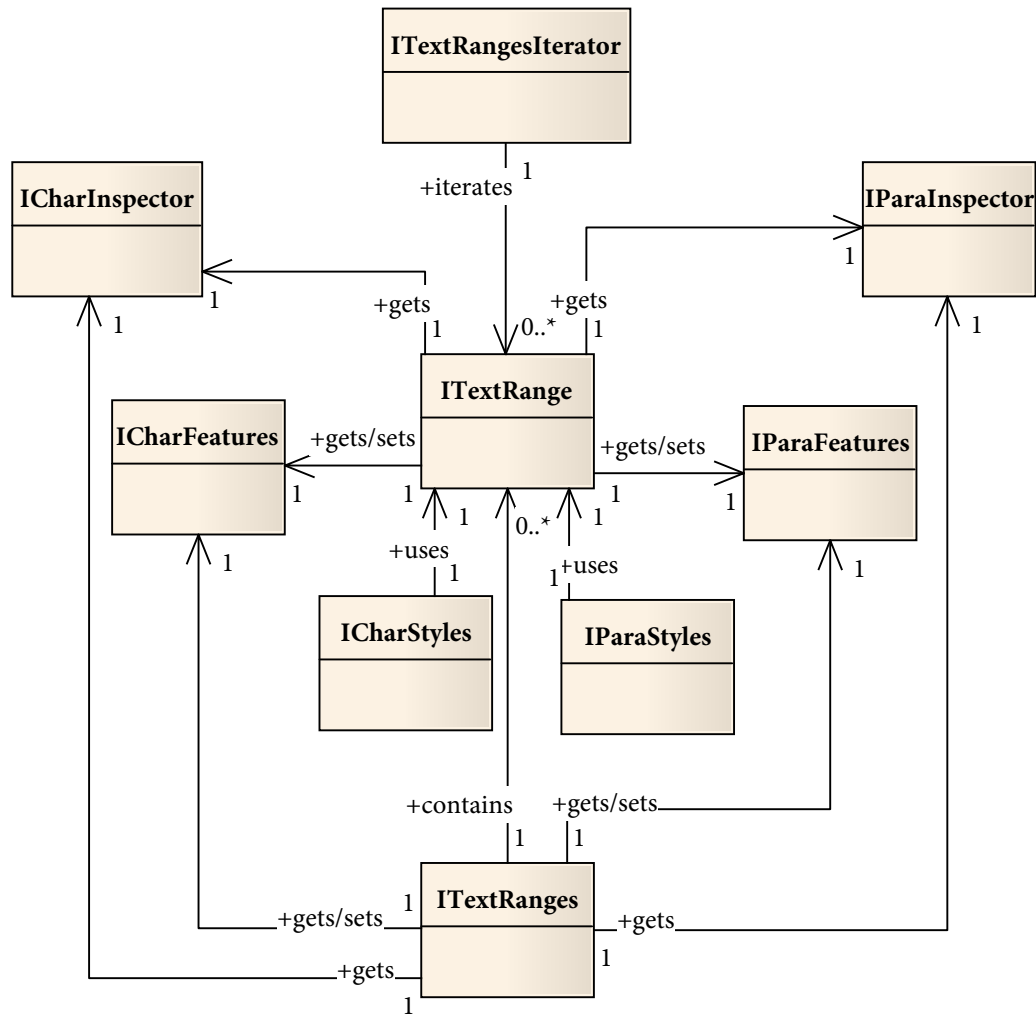 ITextRangesIterator
1
+iterates
ICharInspector
IParaInspector
1
1
+gets
+gets
1
1
0..*
1
1
ITextRange
ICharFeatures
IParaFeatures
+gets/sets
+gets/sets
1
1
1
1
1
0..*
1
+uses
+uses
1
1
1
1
ICharStyles
IParaStyles
+contains
+gets/sets
1
1
ITextRanges
1
+gets/sets
+gets
1
+gets
1